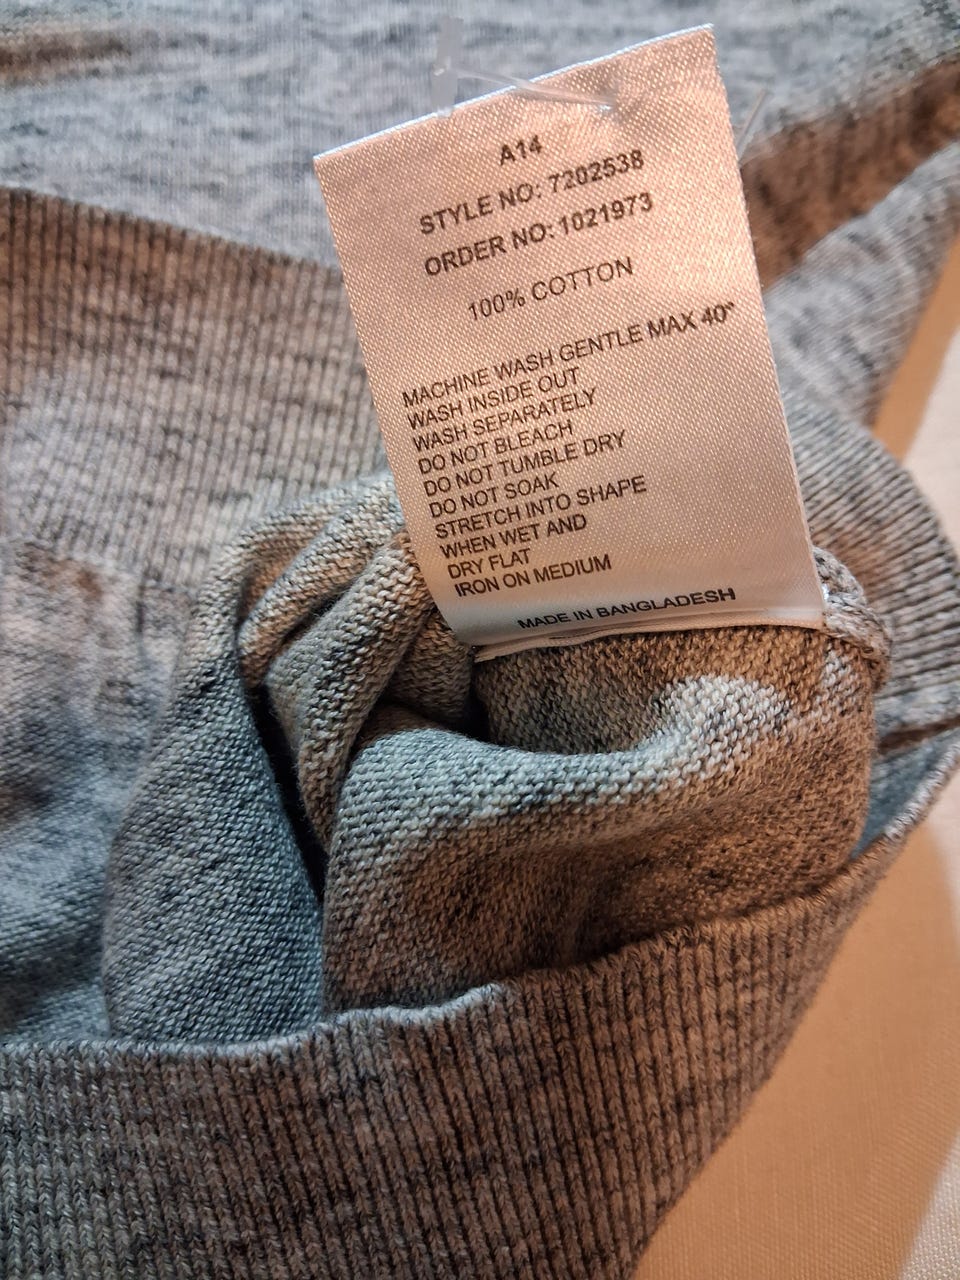 A14
STYLE NO: 7202538
ORDER NO: 1021973
100% COTTON
MACHINE WASH GENTLE MAX 40°
WASH INSIDE OUT
WASH SEPARATELY
DO NOT BLEACH
DO NOT TUMBLE DRY
DO NOT SOAK
STRETCH INTO SHAPE
WHEN WET AND
DRY FLAT
IRON ON MEDIUM
MADE IN BANGLADESH